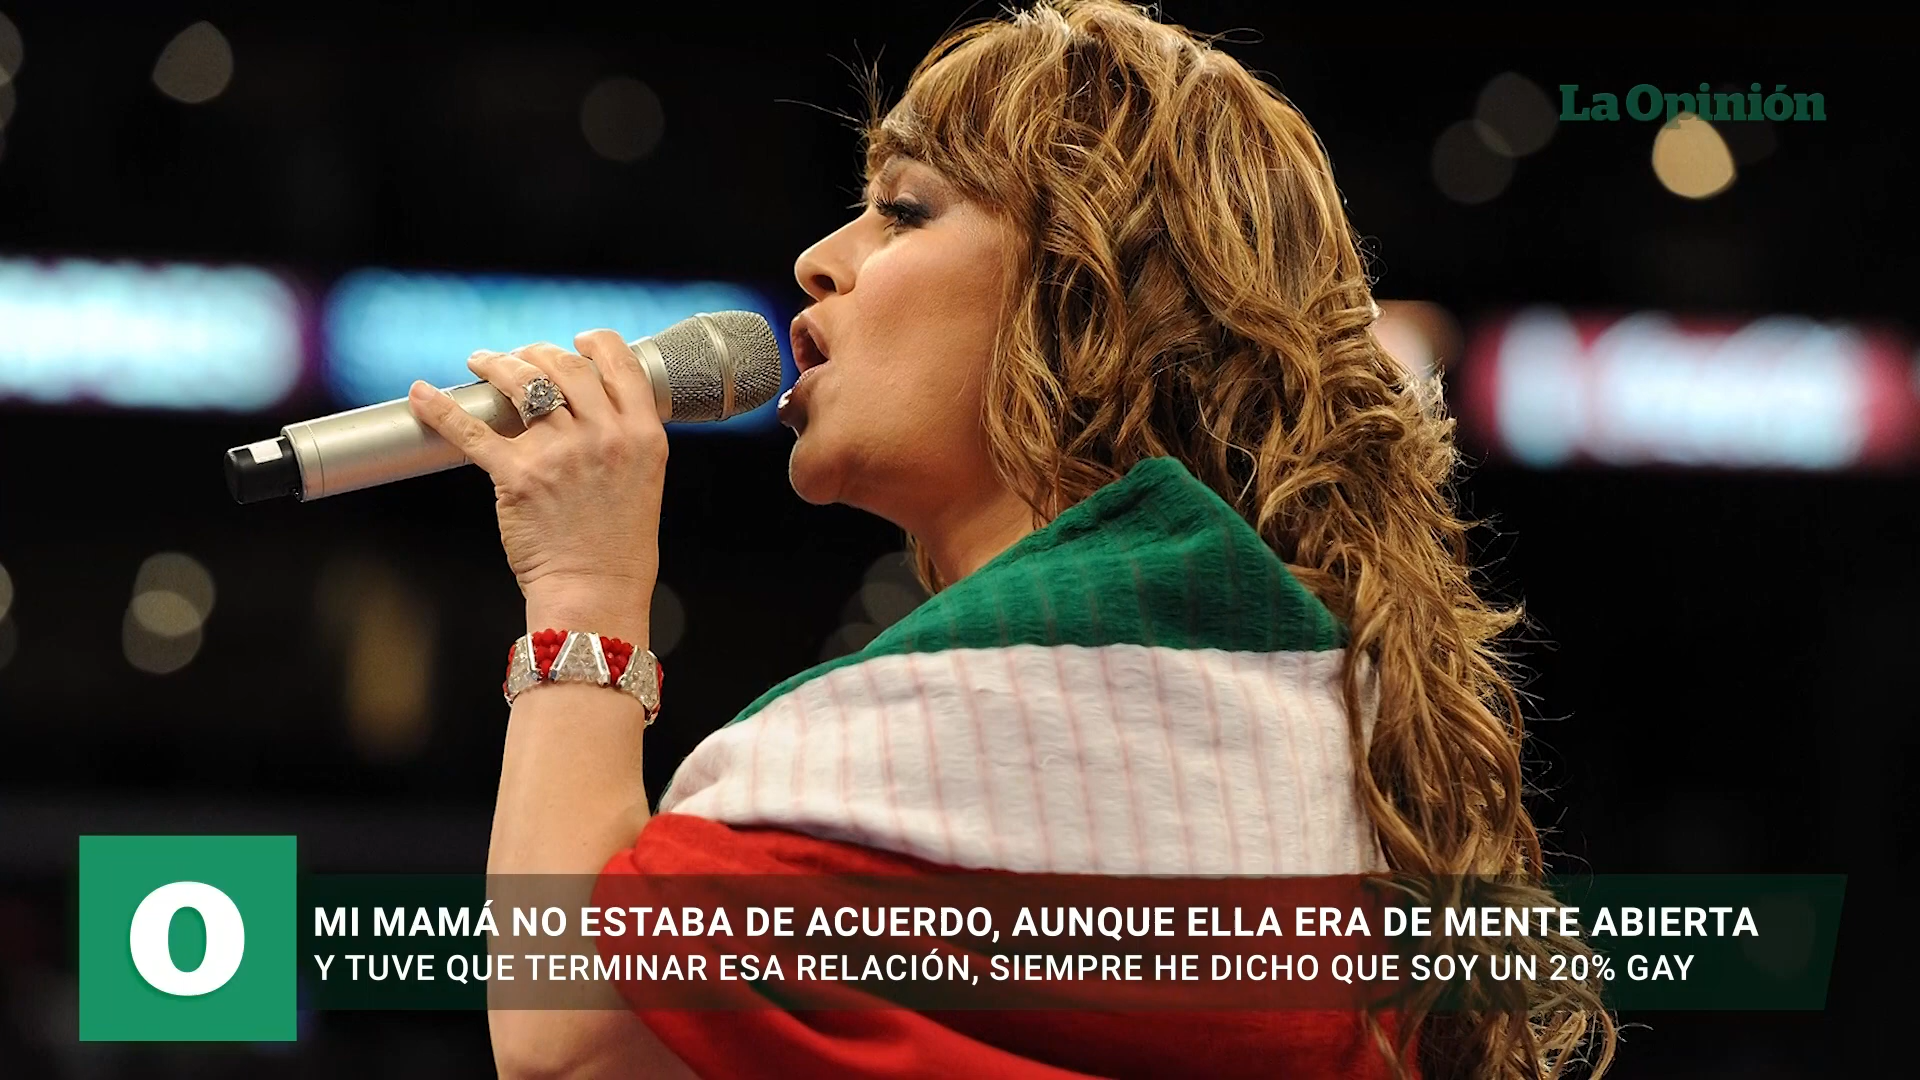 La Opinión
O
MI MAMÁ NO ESTABA DE ACUERDO, AUNQUE ELLA ERA DE MENTE ABIERTA
Y TUVE QUE TERMINAR ESA RELACIÓN, SIEMPRE HE DICHO QUE SOY UN 20% GAY